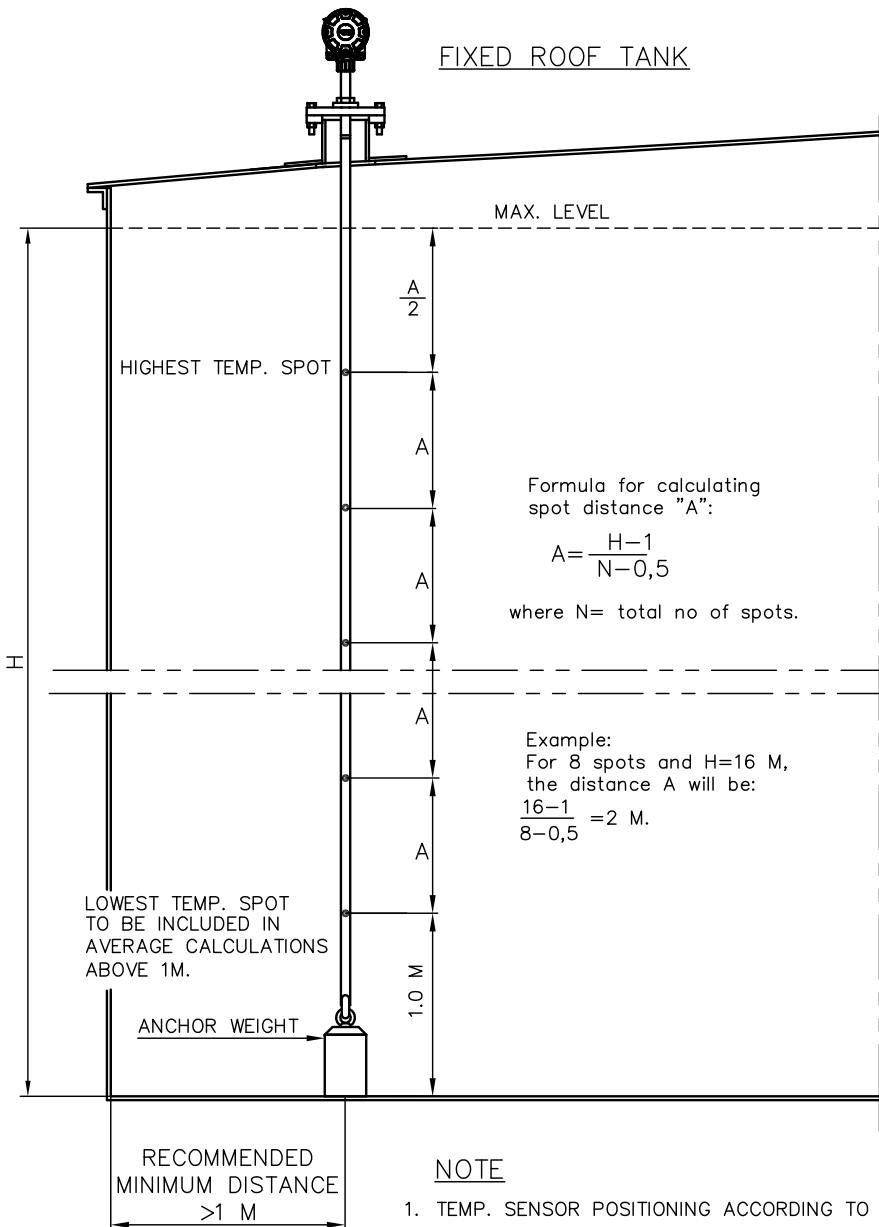 FIXED ROOF TANK
MAX. LEVEL
A
2
HIGHEST TEMP. SPOT
A
Formula for calculating
spot distance "A":
A= H-1
N-0,5
A
where N= total no of spots.
H
A
Example:
For 8 spots and H=16 M,
the distance A will be:
16-1
8-0,5 =2 M.
A
LOWEST TEMP. SPOT
TO BE INCLUDED IN
AVERAGE CALCULATIONS
ABOVE 1M.
1.0 M
ANCHOR WEIGHT
RECOMMENDED
MINIMUM DISTANCE
>1 M
NOTE
1. TEMP. SENSOR POSITIONING ACCORDING TO